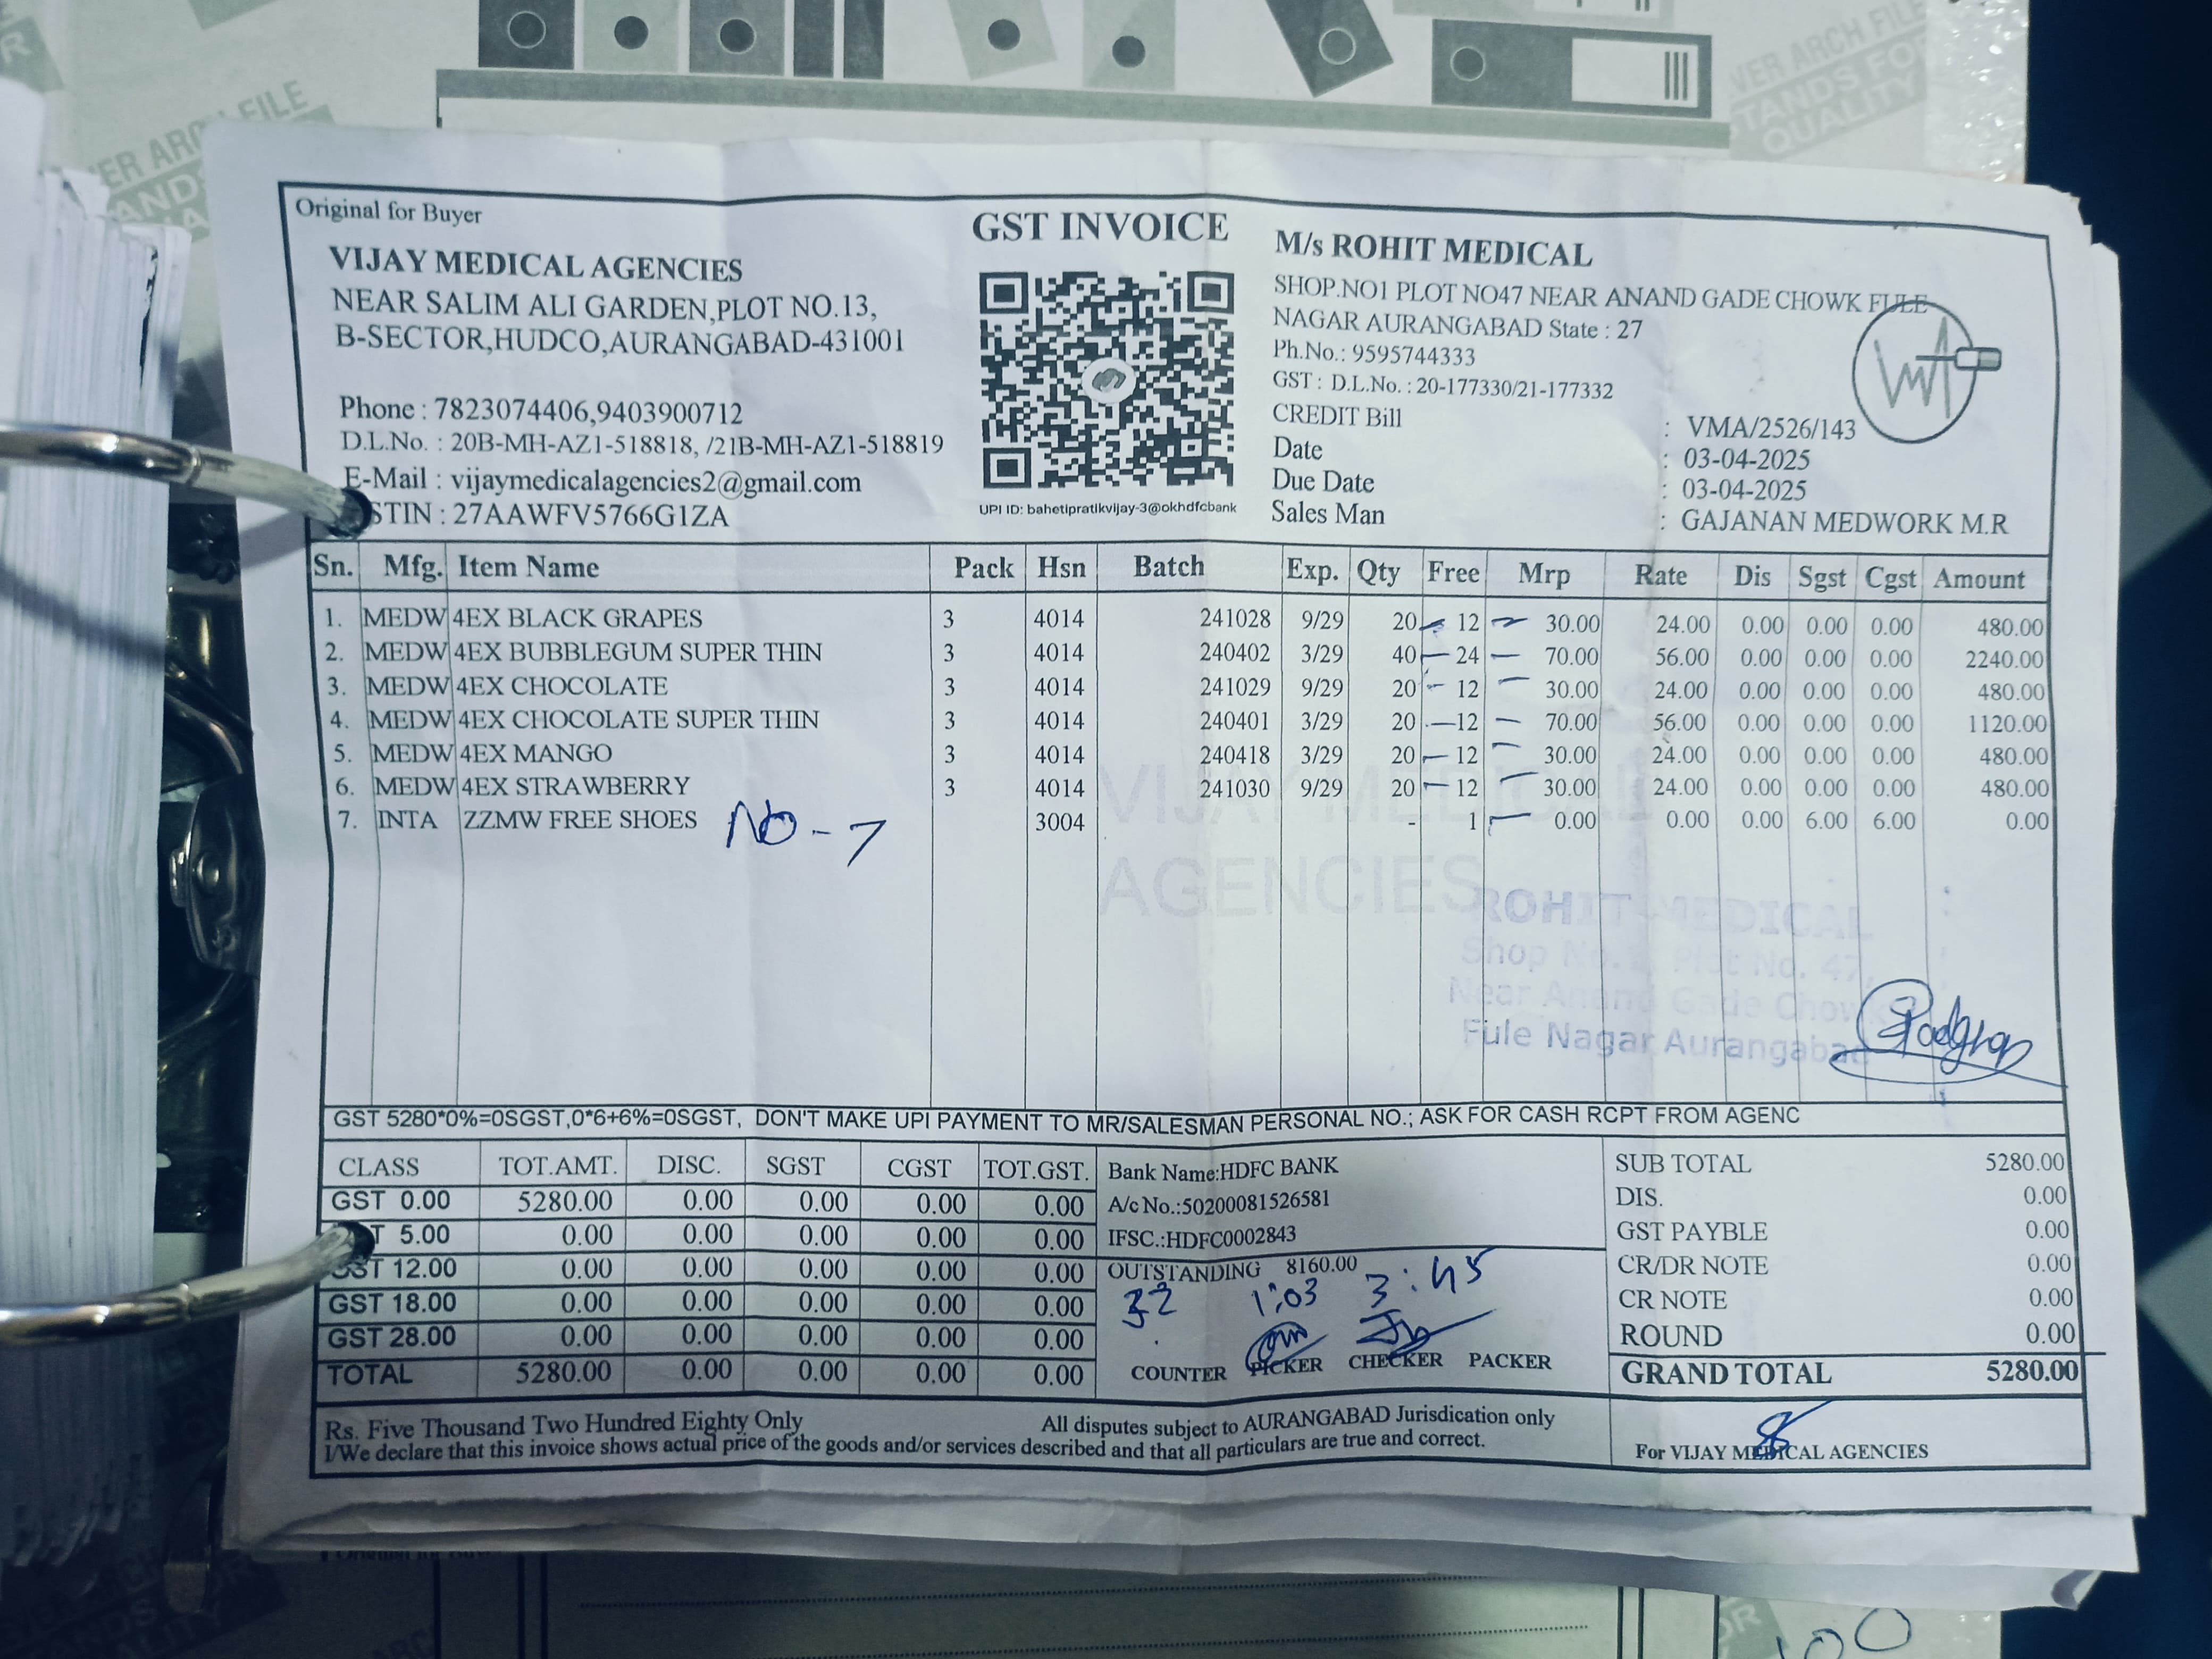 Original for Buyer
GST INVOICE
VIJAY MEDICAL AGENCIES
NEAR SALIM ALI GARDEN,PLOT NO.13,
B-SECTOR,HUDCO,AURANGABAD-431001
Phone : 7823074406,9403900712
D.L.No. : 20B-MH-AZ1-518818, /21B-MH-AZ1-518819
E-Mail : vijaymedicalagencies2@gmail.com
STIN : 27AAWFV5766G1ZA
UPI ID: bahetipratikvijay-3@okhdfcbank
M/s ROHIT MEDICAL
SHOP.NO1 PLOT NO47 NEAR ANAND GADE CHOWK FULE
NAGAR AURANGABAD State : 27
Ph.No.: 9595744333
GST : D.L.No. : 20-177330/21-177332
CREDIT Bill : VMA/2526/143
Date : 03-04-2025
Due Date : 03-04-2025
Sales Man : GAJANAN MEDWORK M.R
Sn. Mfg. Item Name Pack Hsn Batch Exp. Qty Free Mrp Rate Dis Sgst Cgst Amount
1. MEDW 4EX BLACK GRAPES 3 4014 241028 9/29 20 12 30.00 24.00 0.00 0.00 0.00 480.00
2. MEDW 4EX BUBBLEGUM SUPER THIN 3 4014 240402 3/29 40 24 70.00 56.00 0.00 0.00 0.00 2240.00
3. MEDW 4EX CHOCOLATE 3 4014 241029 9/29 20 12 30.00 24.00 0.00 0.00 0.00 480.00
4. MEDW 4EX CHOCOLATE SUPER THIN 3 4014 240401 3/29 20 12 70.00 56.00 0.00 0.00 0.00 1120.00
5. MEDW 4EX MANGO 3 4014 240418 3/29 20 12 30.00 24.00 0.00 0.00 0.00 480.00
6. MEDW 4EX STRAWBERRY 3 4014 241030 9/29 20 12 30.00 24.00 0.00 0.00 0.00 480.00
7. INTA ZZMW FREE SHOES NO-7 3004 - 1 0.00 0.00 0.00 6.00 6.00 0.00
VIJAY MEDICAL
AGENCIES
ROHIT MEDICAL
Shop No. Plot No. 47,
Near Anand Gade Chowk
Fule Nagar Aurangabad
GST 5280*0%=0SGST,0*6+6%=0SGST, DON'T MAKE UPI PAYMENT TO MR/SALESMAN PERSONAL NO.; ASK FOR CASH RCPT FROM AGENC
CLASS TOT.AMT. DISC. SGST CGST TOT.GST.
GST 0.00 5280.00 0.00 0.00 0.00 0.00
T 5.00 0.00 0.00 0.00 0.00 0.00
GST 12.00 0.00 0.00 0.00 0.00 0.00
GST 18.00 0.00 0.00 0.00 0.00 0.00
GST 28.00 0.00 0.00 0.00 0.00 0.00
TOTAL 5280.00 0.00 0.00 0.00 0.00
Bank Name:HDFC BANK
A/c No.:50200081526581
IFSC.:HDFC0002843
OUTSTANDING 8160.00
32 1:03 3:45
COUNTER PICKER CHECKER PACKER
SUB TOTAL 5280.00
DIS. 0.00
GST PAYBLE 0.00
CR/DR NOTE 0.00
CR NOTE 0.00
ROUND 0.00
GRAND TOTAL 5280.00
Rs. Five Thousand Two Hundred Eighty Only All disputes subject to AURANGABAD Jurisdication only
I/We declare that this invoice shows actual price of the goods and/or services described and that all particulars are true and correct.
For VIJAY MEDICAL AGENCIES